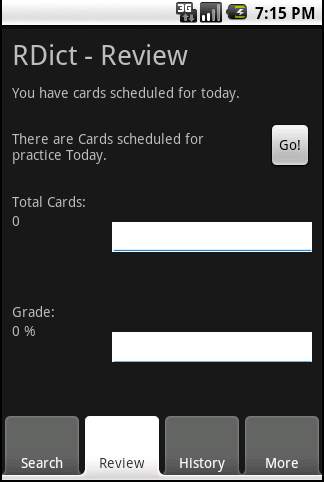 3G 7:15 PM
RDict - Review
You have cards scheduled for today.
There are Cards scheduled for
practice Today.
Go!
Total Cards:
0
Grade:
0 %
Search Review History More